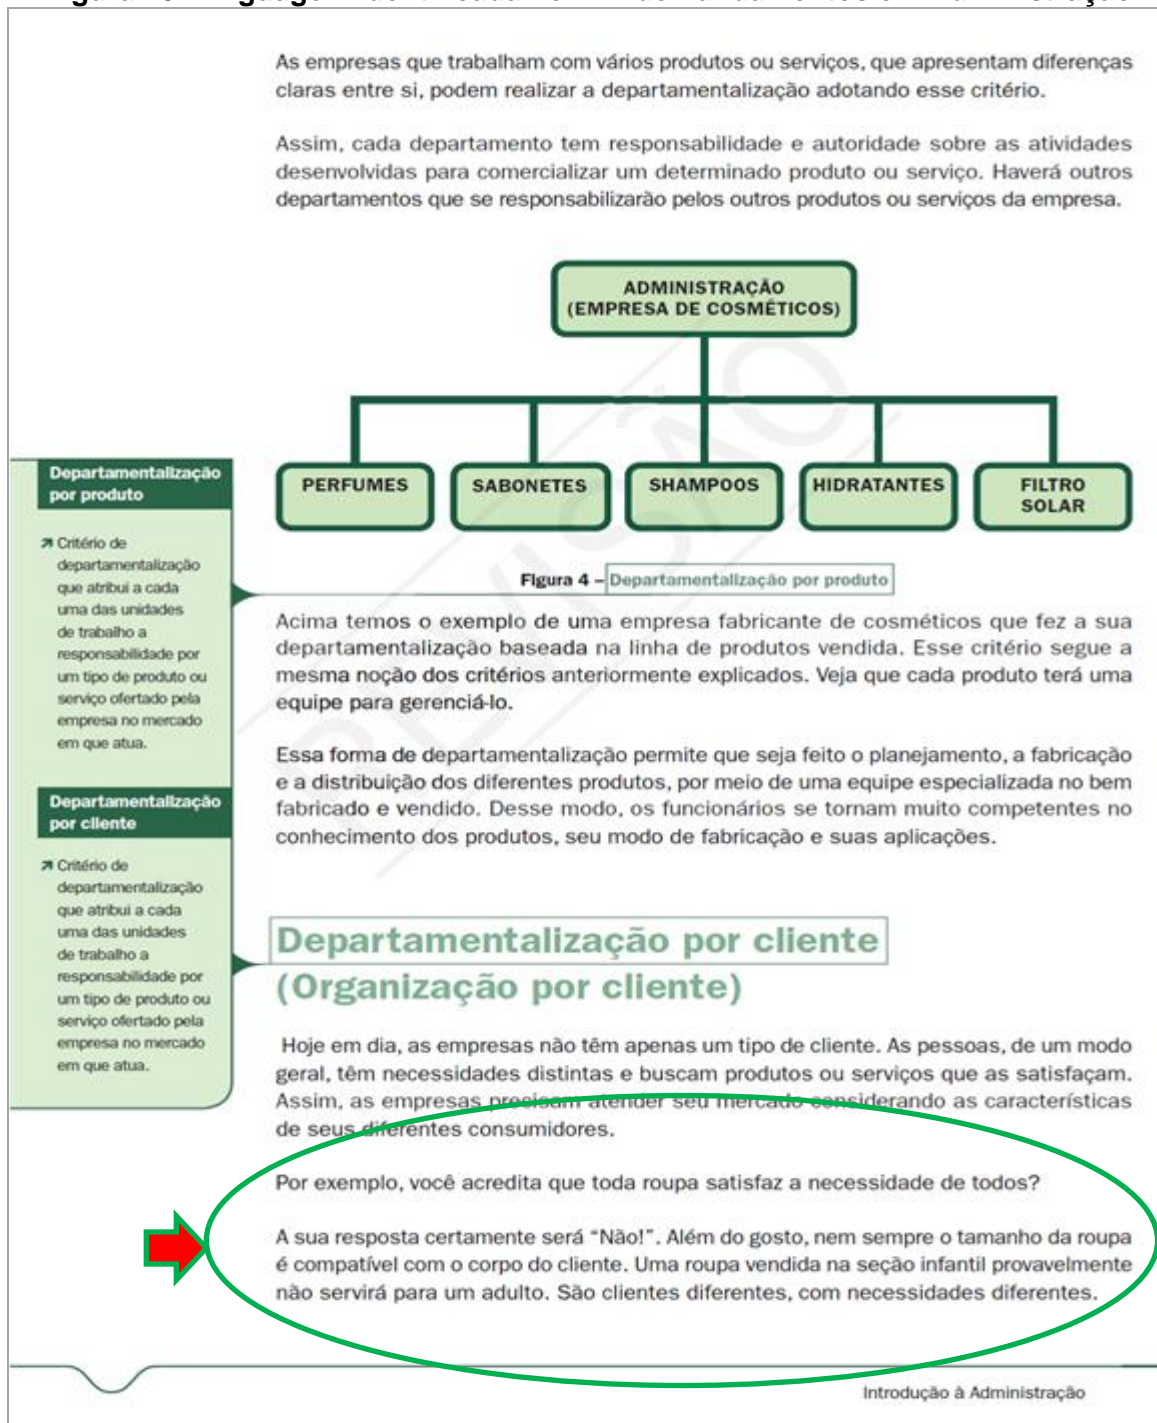 As empresas que trabalham com vários produtos ou serviços, que apresentam diferenças
claras entre si, podem realizar a departamentalização adotando esse critério.
Assim, cada departamento tem responsabilidade e autoridade sobre as atividades
desenvolvidas para comercializar um determinado produto ou serviço. Haverá outros
departamentos que se responsabilizarão pelos outros produtos ou serviços da empresa.
ADMINISTRAÇÃO
(EMPRESA DE COSMÉTICOS)
PERFUMES
SABONETES
SHAMPOOS
HIDRATANTES
FILTRO
SOLAR
Figura 4 – Departamentalização por produto
Departamentalização
por produto
Critério de
departamentalização
que atribui a cada
uma das unidades
de trabalho a
responsabilidade por
um tipo de produto ou
serviço ofertado pela
empresa no mercado
em que atua.
Acima temos o exemplo de uma empresa fabricante de cosméticos que fez a sua
departamentalização baseada na linha de produtos vendida. Esse critério segue a
mesma noção dos critérios anteriormente explicados. Veja que cada produto terá uma
equipe para gerenciá-lo.
Essa forma de departamentalização permite que seja feito o planejamento, a fabricação
e a distribuição dos diferentes produtos, por meio de uma equipe especializada no bem
fabricado e vendido. Desse modo, os funcionários se tornam muito competentes no
conhecimento dos produtos, seu modo de fabricação e suas aplicações.
Departamentalização
por cliente
Critério de
departamentalização
que atribui a cada
uma das unidades
de trabalho a
responsabilidade por
um tipo de produto ou
serviço ofertado pela
empresa no mercado
em que atua.
Departamentalização por cliente
(Organização por cliente)
Hoje em dia, as empresas não têm apenas um tipo de cliente. As pessoas, de um modo
geral, têm necessidades distintas e buscam produtos ou serviços que as satisfaçam.
Assim, as empresas precisam atender seu mercado considerando as características
de seus diferentes consumidores.
Por exemplo, você acredita que toda roupa satisfaz a necessidade de todos?
A sua resposta certamente será “Não!”. Além do gosto, nem sempre o tamanho da roupa
é compatível com o corpo do cliente. Uma roupa vendida na seção infantil provavelmente
não servirá para um adulto. São clientes diferentes, com necessidades diferentes.
Introdução à Administração